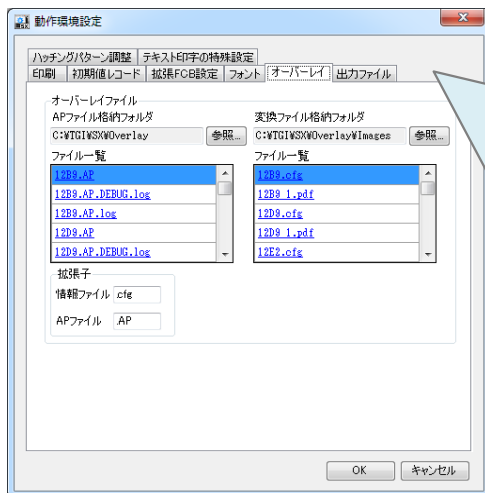 動作環境設定
ハッチングパターン調整 テキスト印字の特殊設定
印刷 初期値レコード 拡張FCB設定 フォント オーバーレイ 出力ファイル
オーバーレイファイル
APファイル格納フォルダ 変換ファイル格納フォルダ
C:¥TGI¥SX¥Overlay 参照... C:¥TGI¥SX¥Overlay¥Images 参照...
ファイル一覧 ファイル一覧
12B9.AP 12B9.cfg
12B9.AP.DEBUG.log 12B9_1.pdf
12B9.AP.log 12D9.cfg
12D9.AP 12D9_1.pdf
12D9.AP.DEBUG.log 12E2.cfg
拡張子
情報ファイル .cfg
APファイル .AP
OK キャンセル